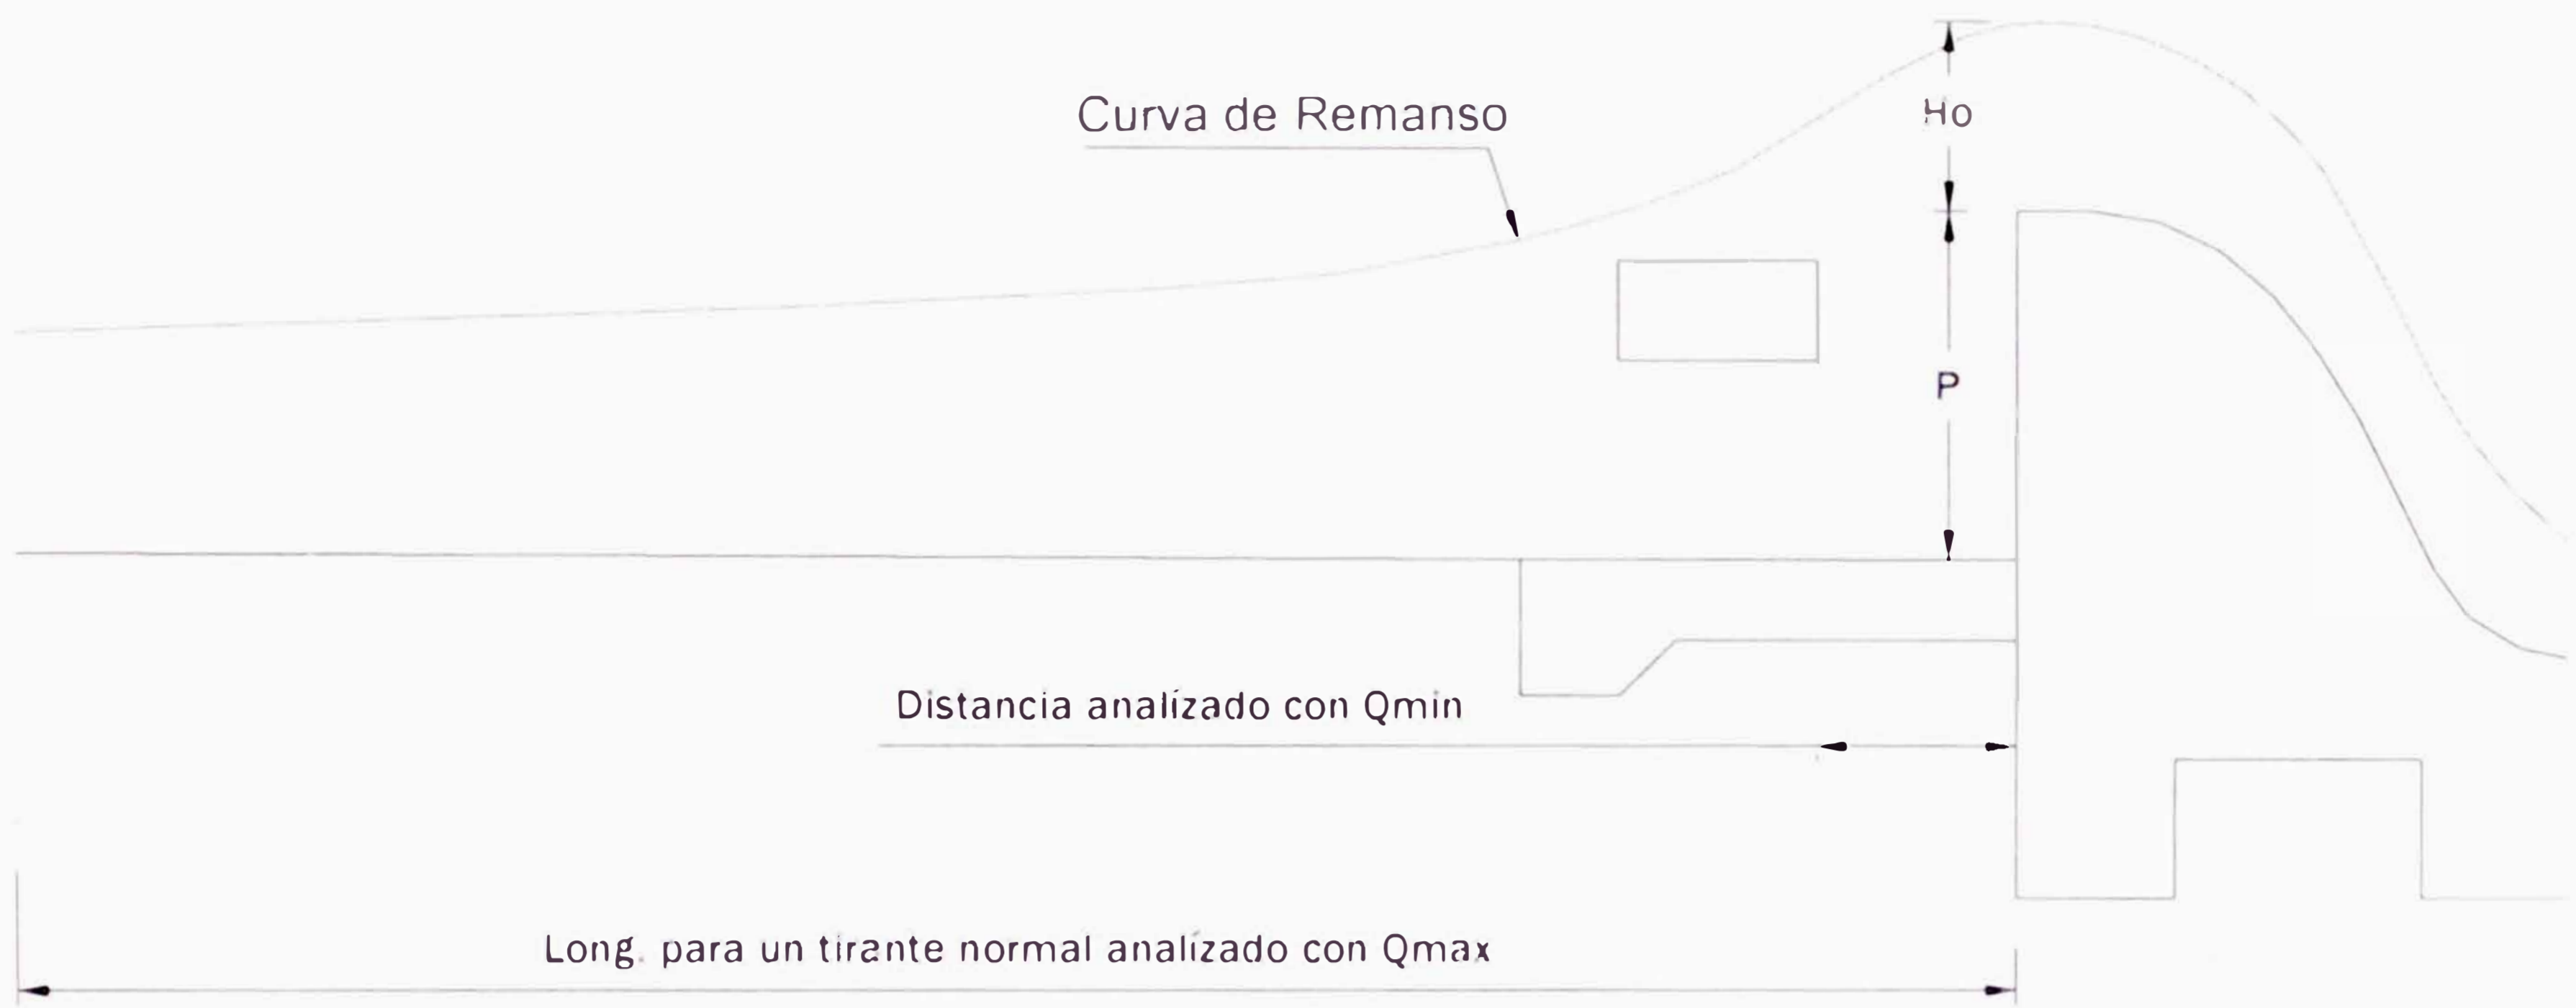 Curva de Remanso
Ho
P
Distancia analizado con Qmin
Long. para un tirante normal analizado con Qmax